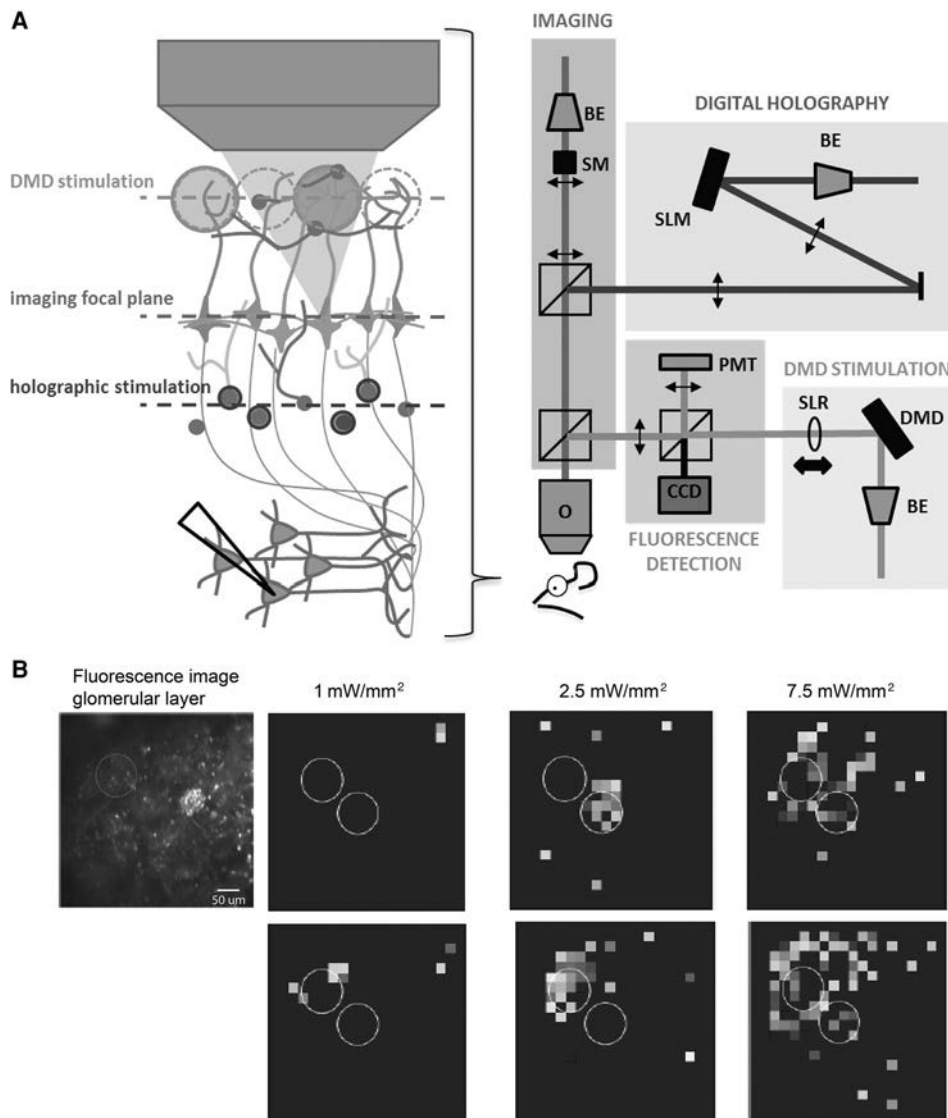 A
DMD stimulation
imaging focal plane
holographic stimulation
IMAGING
BE
SM
DIGITAL HOLOGRAPHY
BE
SLM
PMT
CCD
O
FLUORESCENCE
DETECTION
DMD STIMULATION
SLR
DMD
BE
B
Fluorescence image
glomerular layer
50 um
1 mW/mm²
2.5 mW/mm²
7.5 mW/mm²